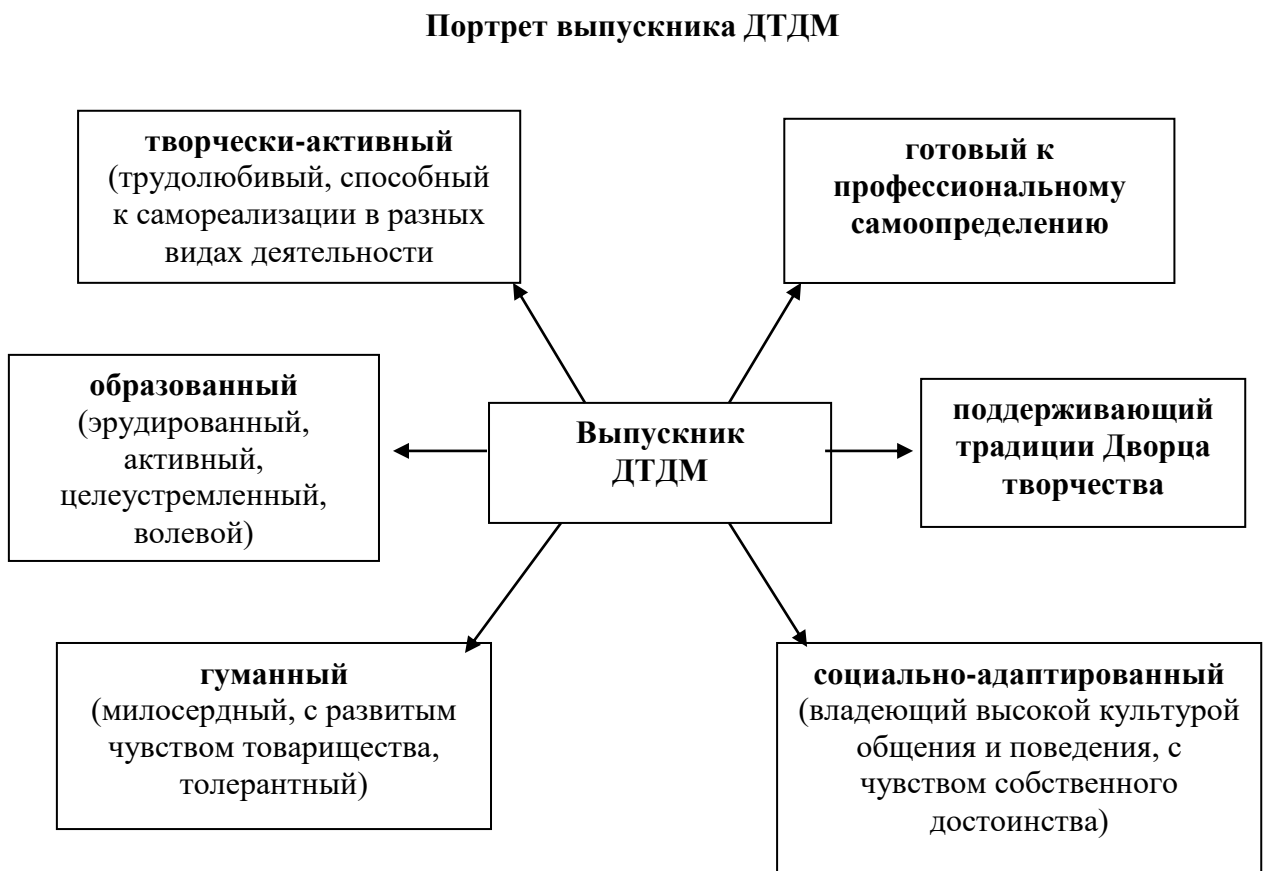 Портрет выпускника ДТДМ
творчески-активный
(трудолюбивый, способный
к самореализации в разных
видах деятельности
готовый к
профессиональному
самоопределению
образованный
(эрудированный,
активный,
целеустремленный,
волевой)
Выпускник
ДТДМ
поддерживающий
традиции Дворца
творчества
гуманный
(милосердный, с развитым
чувством товарищества,
толерантный)
социально-адаптированный
(владеющий высокой культурой
общения и поведения, с
чувством собственного
достоинства)